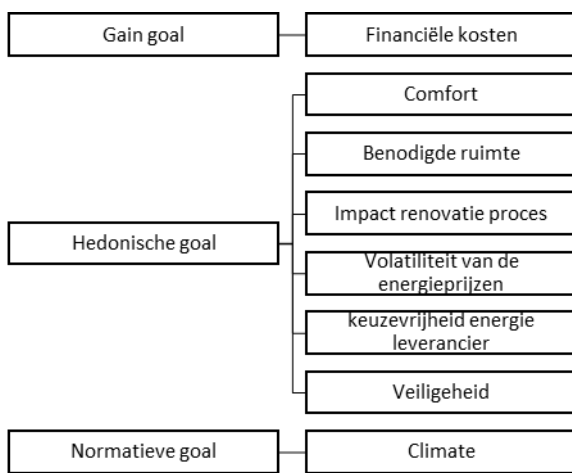 Gain goal
Financiële kosten
Comfort
Benodigde ruimte
Impact renovatie proces
Hedonische goal
Volatiliteit van de
energieprijzen
keuzevrijheid energie
leverancier
Veiligeheid
Normatieve goal
Climate